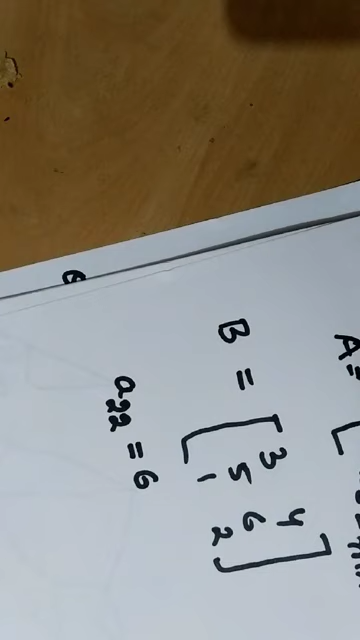 A = [
B = [ 3 4
5 6
1 2 ]
a₂₂ = 6